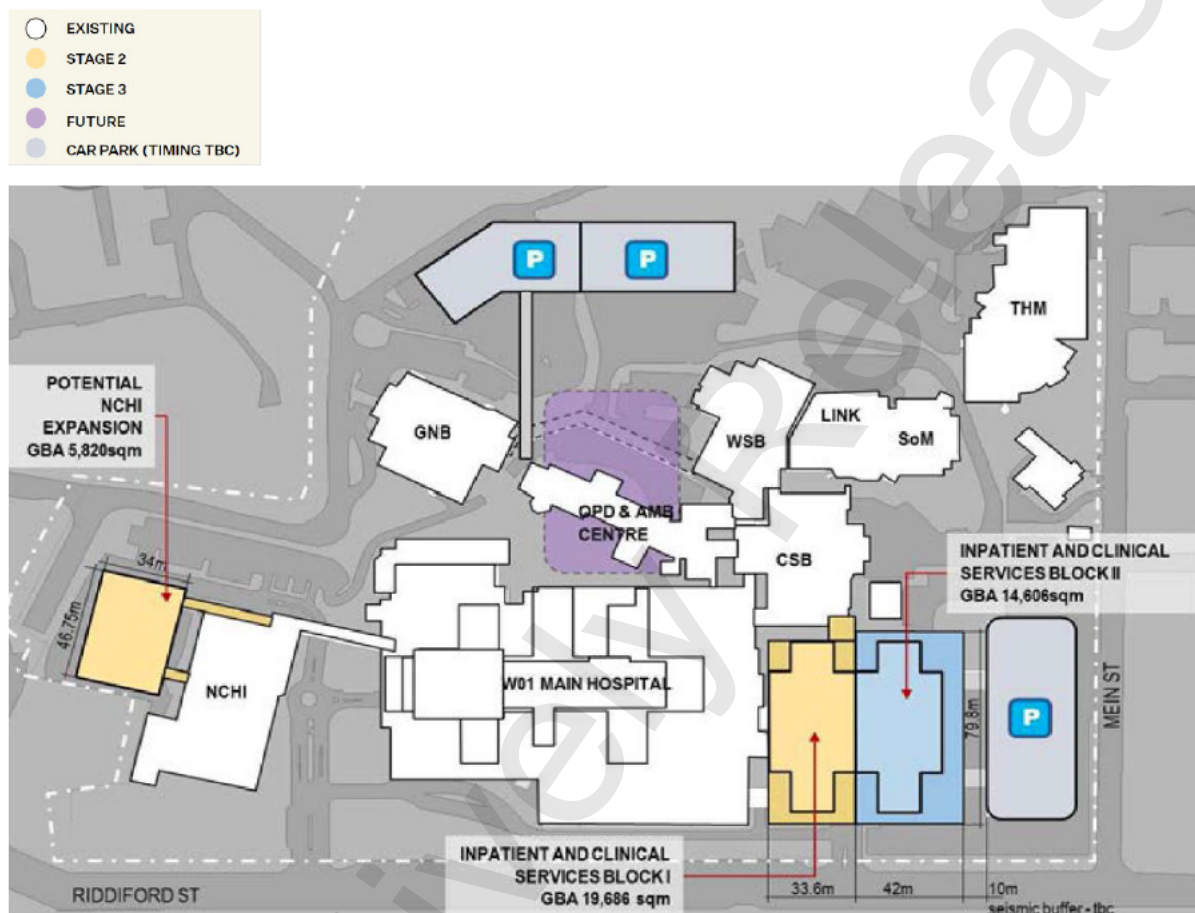 EXISTING
STAGE 2
STAGE 3
FUTURE
CAR PARK (TIMING TBC)
P
P
THM
POTENTIAL
NCHI
EXPANSION
GBA 5,820sqm
GNB
WSB
LINK
SoM
OPD & AMB
CENTRE
CSB
INPATIENT AND CLINICAL
SERVICES BLOCK II
GBA 14,606sqm
34m
46.75m
NCHI
W01 MAIN HOSPITAL
79.8m
P
MEIN ST
INPATIENT AND CLINICAL
SERVICES BLOCK I
GBA 19,686 sqm
33.6m
42m
10m
seismic buffer - tbc
RIDDIFORD ST
ively Release